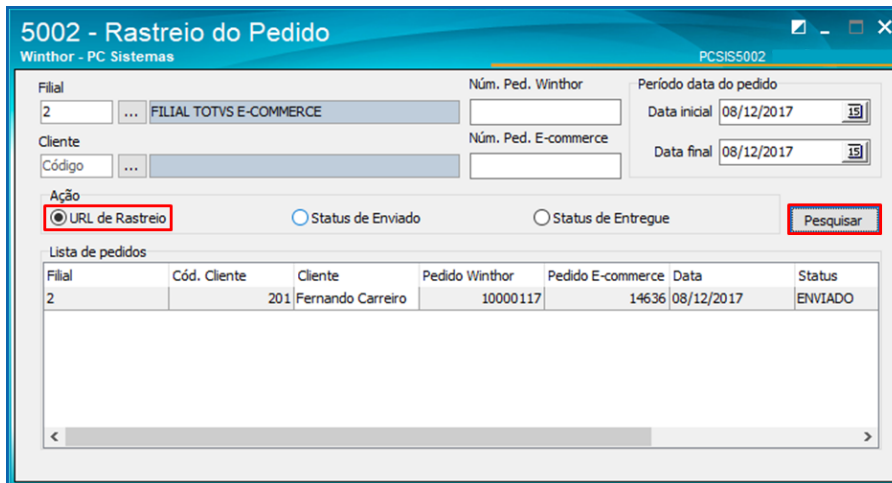 5002 - Rastreio do Pedido
Winthor - PC Sistemas
PCSIS5002
Filial
2 ... FILIAL TOTVS E-COMMERCE
Núm. Ped. Winthor
Período data do pedido
Data inicial 08/12/2017 15
Cliente
Código ...
Núm. Ped. E-commerce
Data final 08/12/2017 15
Ação
URL de Rastreio Status de Enviado Status de Entregue
Pesquisar
Lista de pedidos
Filial Cód. Cliente Cliente Pedido Winthor Pedido E-commerce Data Status
2 201 Fernando Carreiro 10000117 14636 08/12/2017 ENVIADO